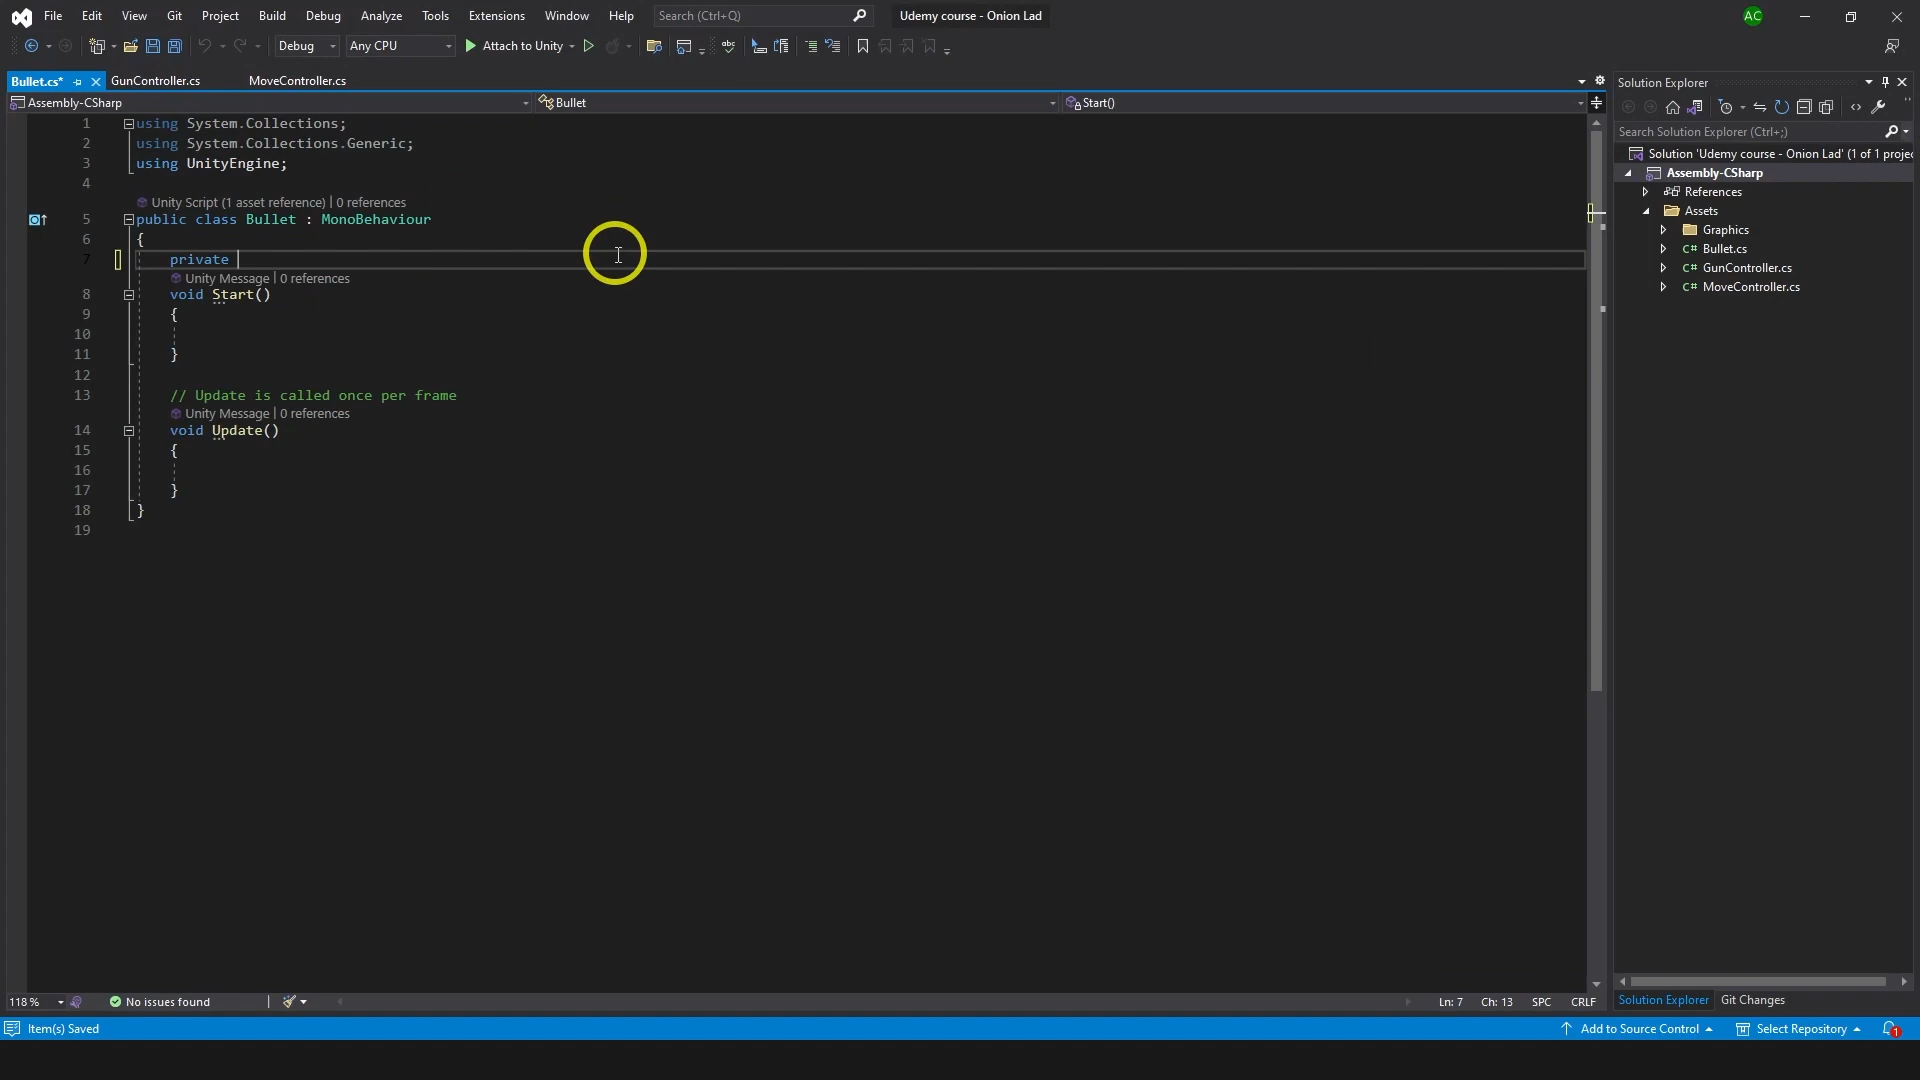 File Edit View Git Project Build Debug Analyze Tools Extensions Window Help Search (Ctrl+Q) Udemy course - Onion Lad AC
Debug Any CPU Attach to Unity
Bullet.cs* GunController.cs MoveController.cs
Assembly-CSharp Bullet Start()
1 using System.Collections;
2 using System.Collections.Generic;
3 using UnityEngine;
4
Unity Script (1 asset reference) | 0 references
5 public class Bullet : MonoBehaviour
6 {
7 private
Unity Message | 0 references
8 void Start()
9 {
10
11 }
12
13 // Update is called once per frame
Unity Message | 0 references
14 void Update()
15 {
16
17 }
18 }
19
118 % No issues found Ln: 7 Ch: 13 SPC CRLF
Solution Explorer
Search Solution Explorer (Ctrl+;)
Solution 'Udemy course - Onion Lad' (1 of 1 projec
Assembly-CSharp
References
Assets
Graphics
C# Bullet.cs
C# GunController.cs
C# MoveController.cs
Solution Explorer Git Changes
Item(s) Saved Add to Source Control Select Repository 1